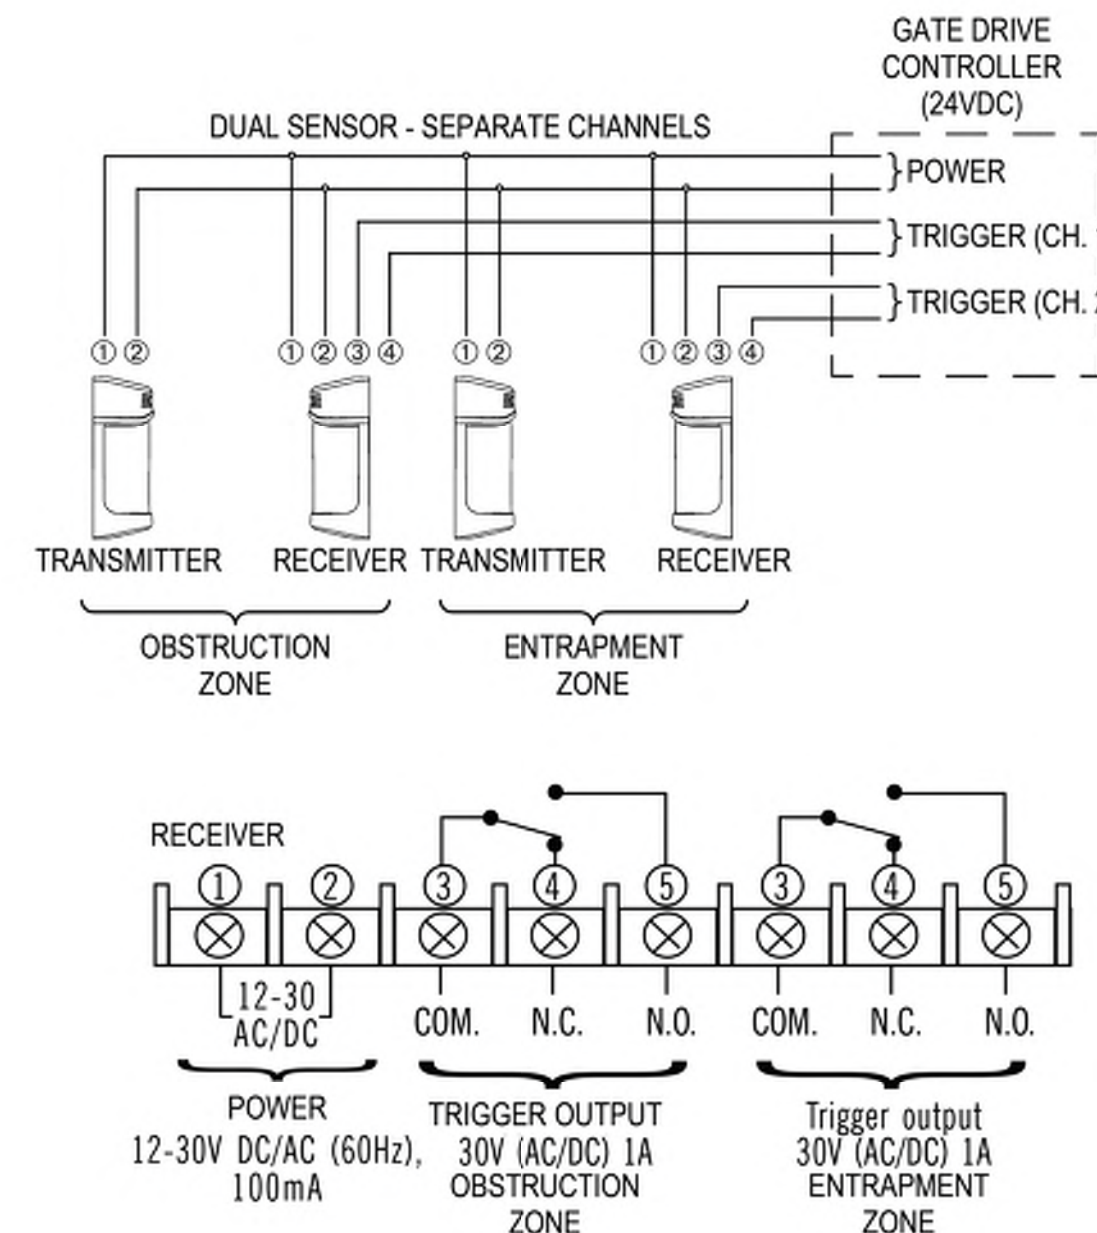 GATE DRIVE
CONTROLLER
(24VDC)
DUAL SENSOR - SEPARATE CHANNELS
POWER
TRIGGER (CH.
TRIGGER (CH.
① ② ① ② ③ ④ ① ② ① ② ③ ④
TRANSMITTER RECEIVER TRANSMITTER RECEIVER
OBSTRUCTION
ZONE
ENTRAPMENT
ZONE
RECEIVER
① ② ③ ④ ⑤ ③ ④ ⑤
12-30
AC/DC
COM. N.C. N.O. COM. N.C. N.O.
POWER
12-30V DC/AC (60Hz),
100mA
TRIGGER OUTPUT
30V (AC/DC) 1A
OBSTRUCTION
ZONE
Trigger output
30V (AC/DC) 1A
ENTRAPMENT
ZONE